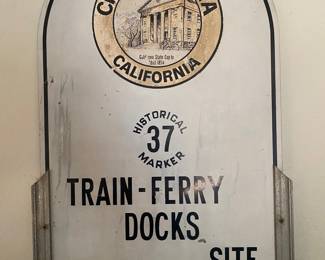 CALIFORNIA
HISTORICAL
37
MARKER
TRAIN-FERRY
DOCKS
SITE